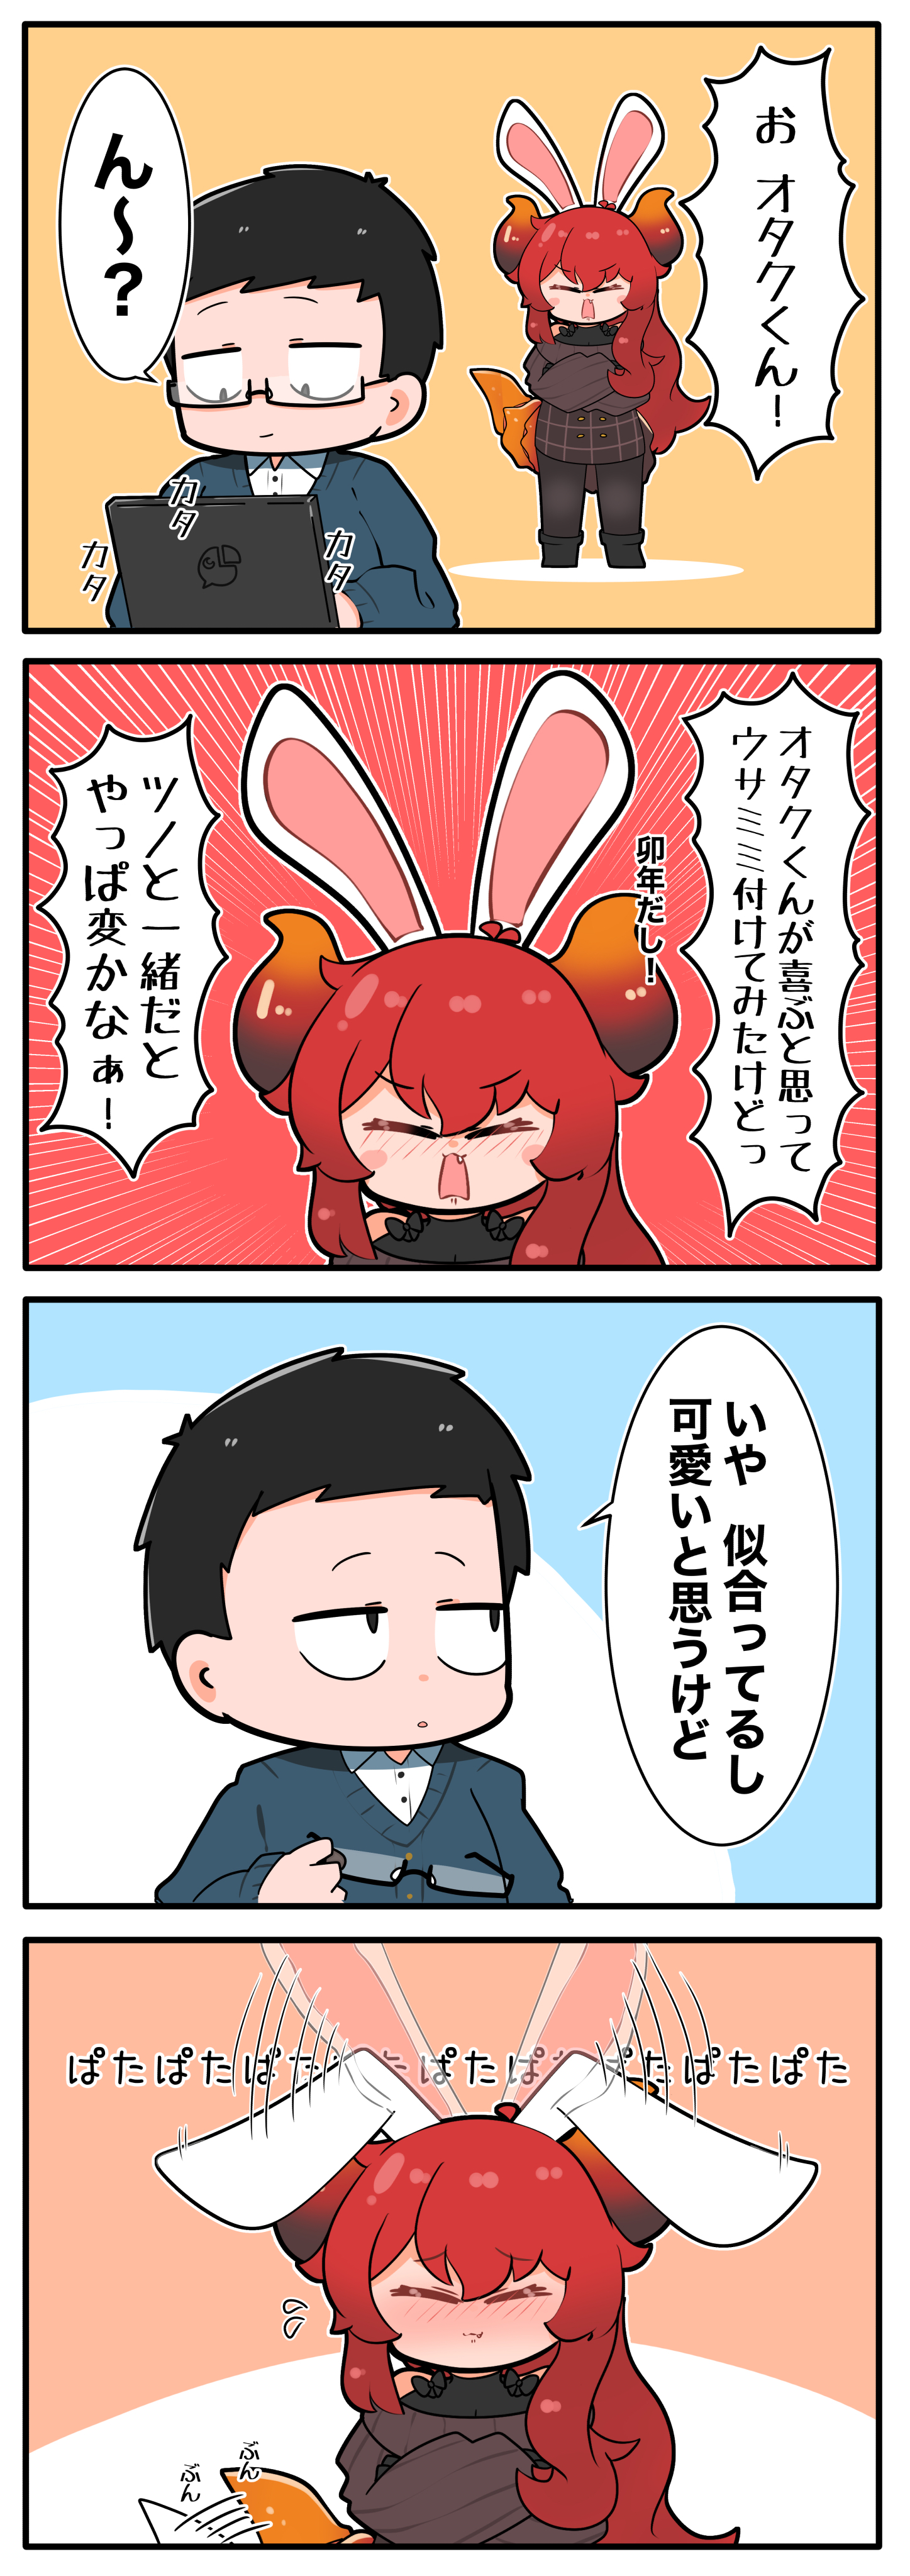 お オタクくん！
ん〜？
カタ
カタ
カタ
オタクくんが喜ぶと思って
ウサミミ付けてみたけどっ
卯年だし！
ツノと一緒だと
やっぱ変かなぁ！
いや 似合ってるし
可愛いと思うけど
ぱたぱたぱたぱたぱたぱたぱたぱたぱた
ぶん
ぶん